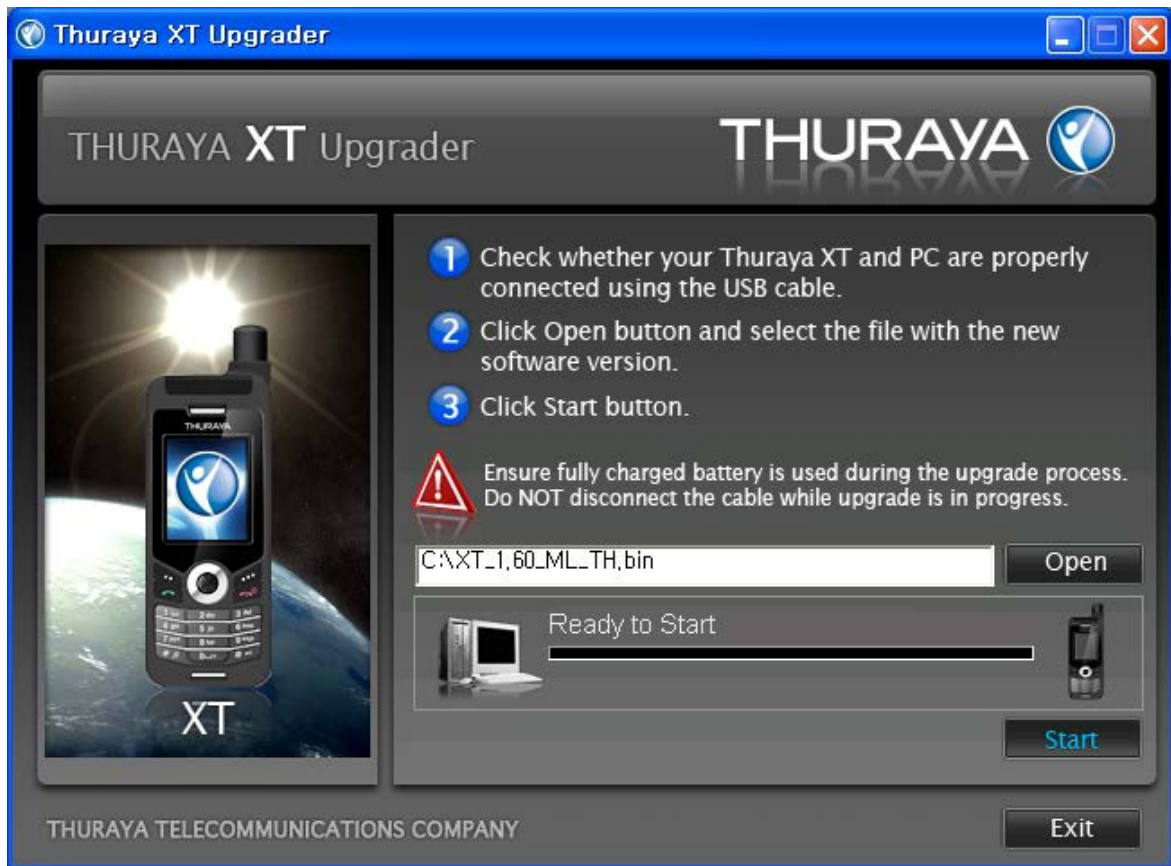 Thuraya XT Upgrader
THURAYA XT Upgrader
THURAYA
1 Check whether your Thuraya XT and PC are properly
connected using the USB cable.
2 Click Open button and select the file with the new
software version.
3 Click Start button.
Ensure fully charged battery is used during the upgrade process.
Do NOT disconnect the cable while upgrade is in progress.
C:\XT_1,60_ML_TH,bin
Open
Ready to Start
THURAYA
XT
Start
THURAYA TELECOMMUNICATIONS COMPANY
Exit